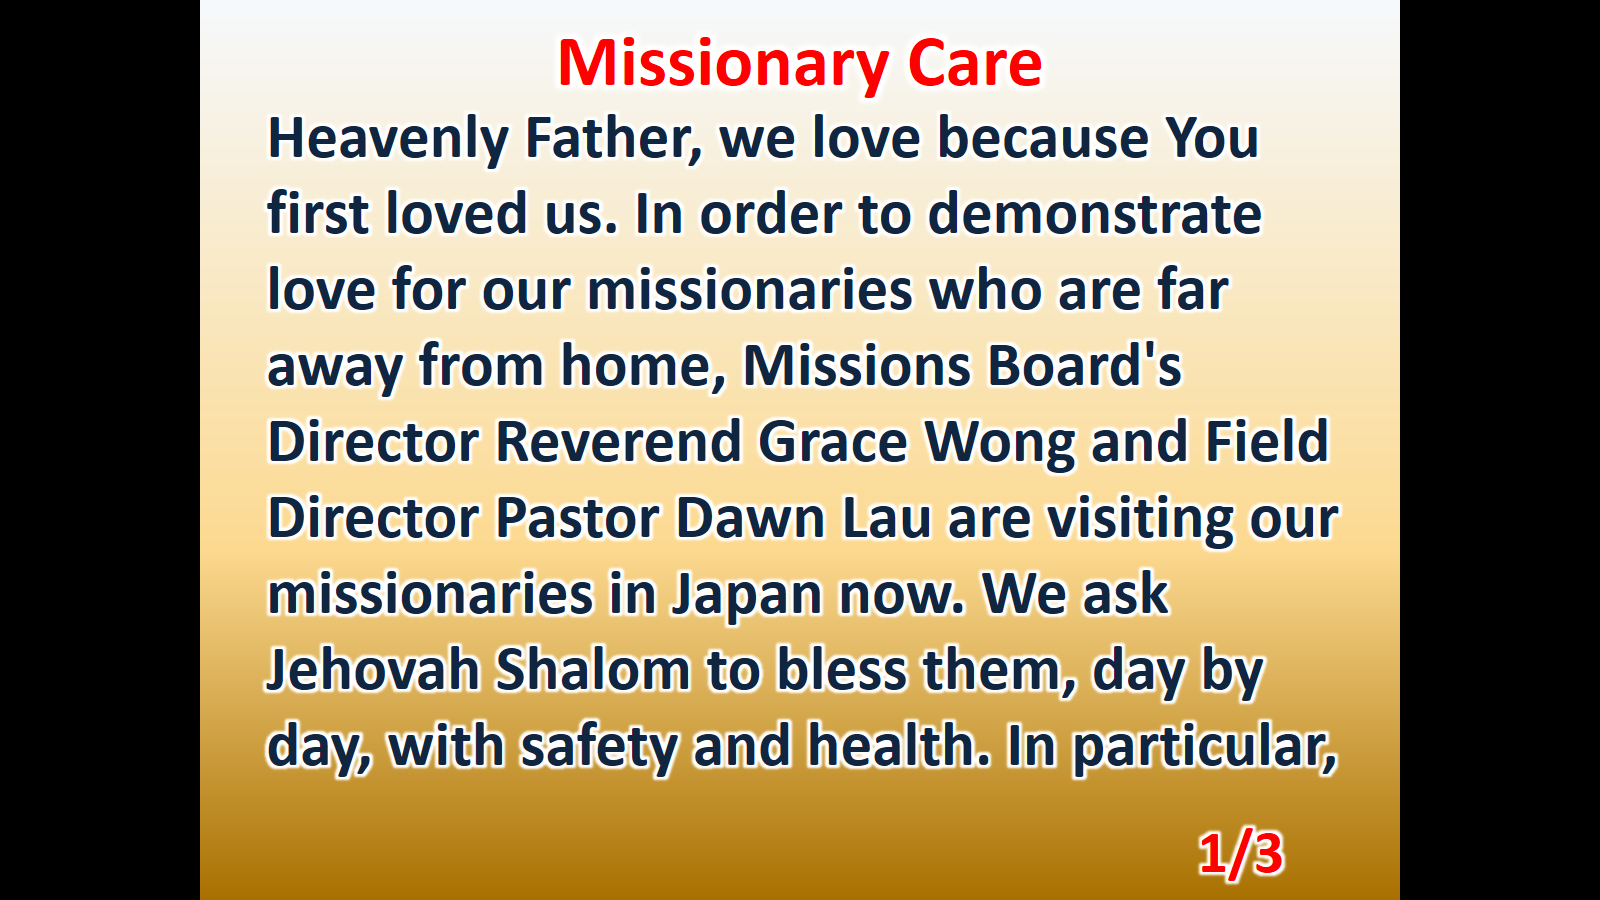 Missionary Care
Heavenly Father, we love because You
first loved us. In order to demonstrate
love for our missionaries who are far
away from home, Missions Board's
Director Reverend Grace Wong and Field
Director Pastor Dawn Lau are visiting our
missionaries in Japan now. We ask
Jehovah Shalom to bless them, day by
day, with safety and health. In particular,
1/3